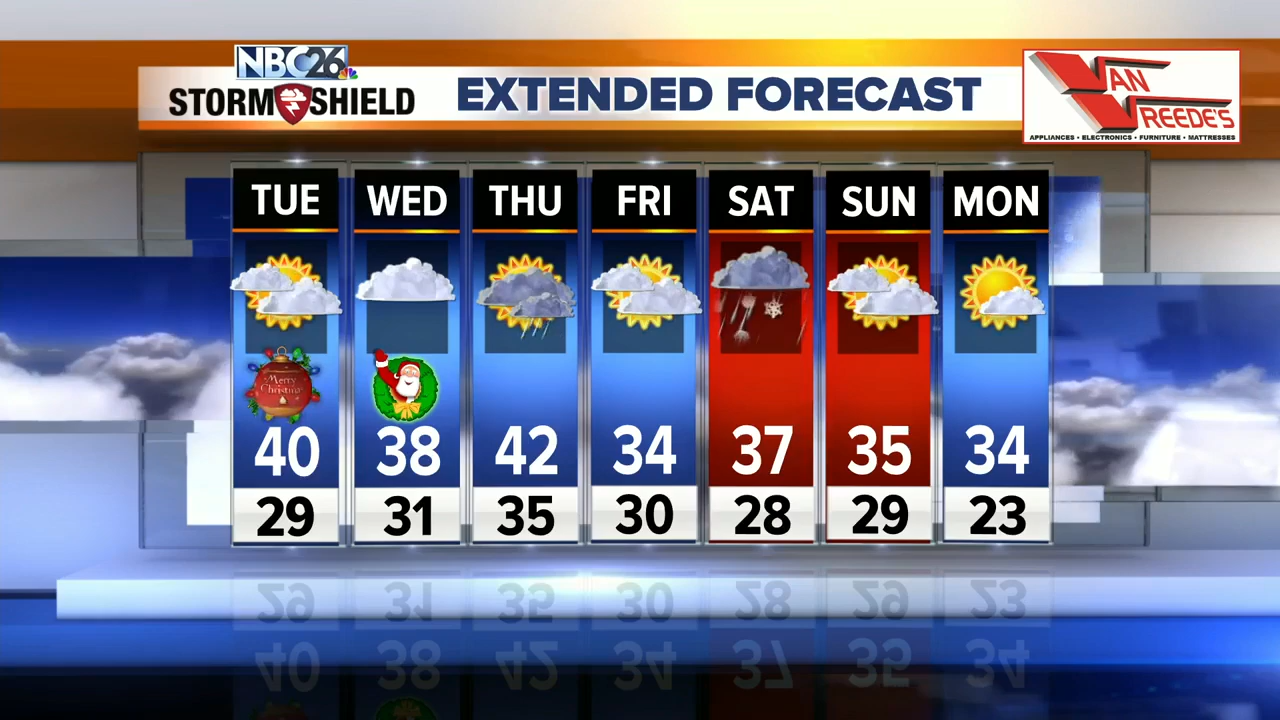 NBC26
STORM SHIELD
EXTENDED FORECAST
VAN
VREEDE'S
APPLIANCES • ELECTRONICS • FURNITURE • MATTRESSES
TUE WED THU FRI SAT SUN MON
Merry
Christmas
40 38 42 34 37 35 34
29 31 35 30 28 29 23